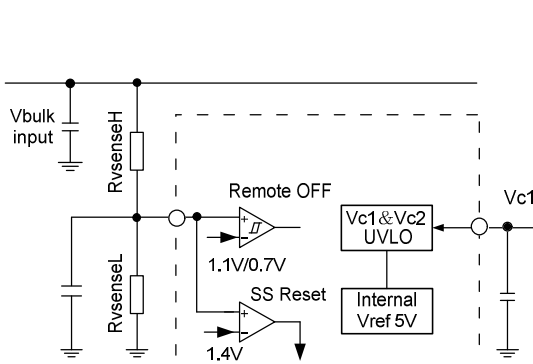 Vbulk
input
RvsenseH
RvsenseL
Remote OFF
1.1V/0.7V
SS Reset
1.4V
Vc1&Vc2
UVLO
Internal
Vref 5V
Vc1